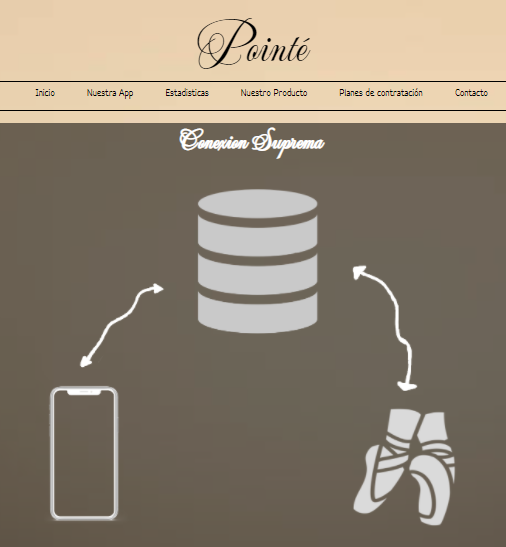 Pointé
Inicio Nuestra App Estadisticas Nuestro Producto Planes de contratación Contacto
Conexion Suprema